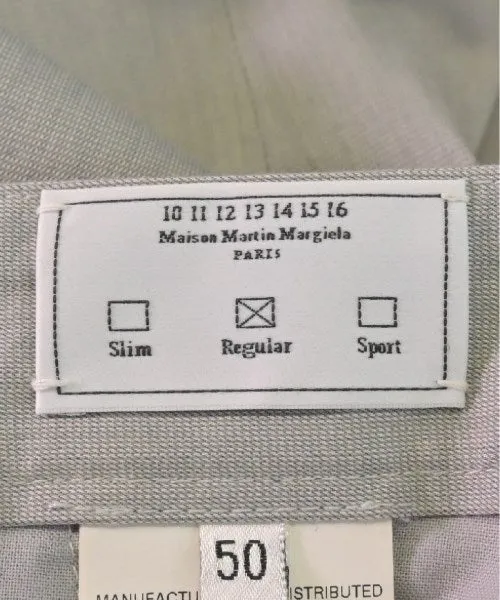 10 11 12 13 14 15 16
Maison Martin Margiela
PARIS
Slim Regular Sport
50